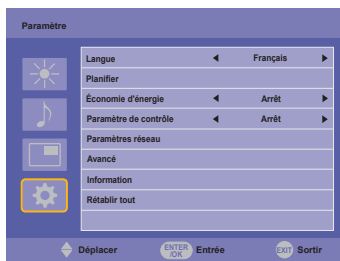 Paramètre
Langue Français
Planifier
Économie d'énergie Arrêt
Paramètre de contrôle Arrêt
Paramètres réseau
Avancé
Information
Rétablir tout
Déplacer ENTER /OK Entrée EXIT Sortir